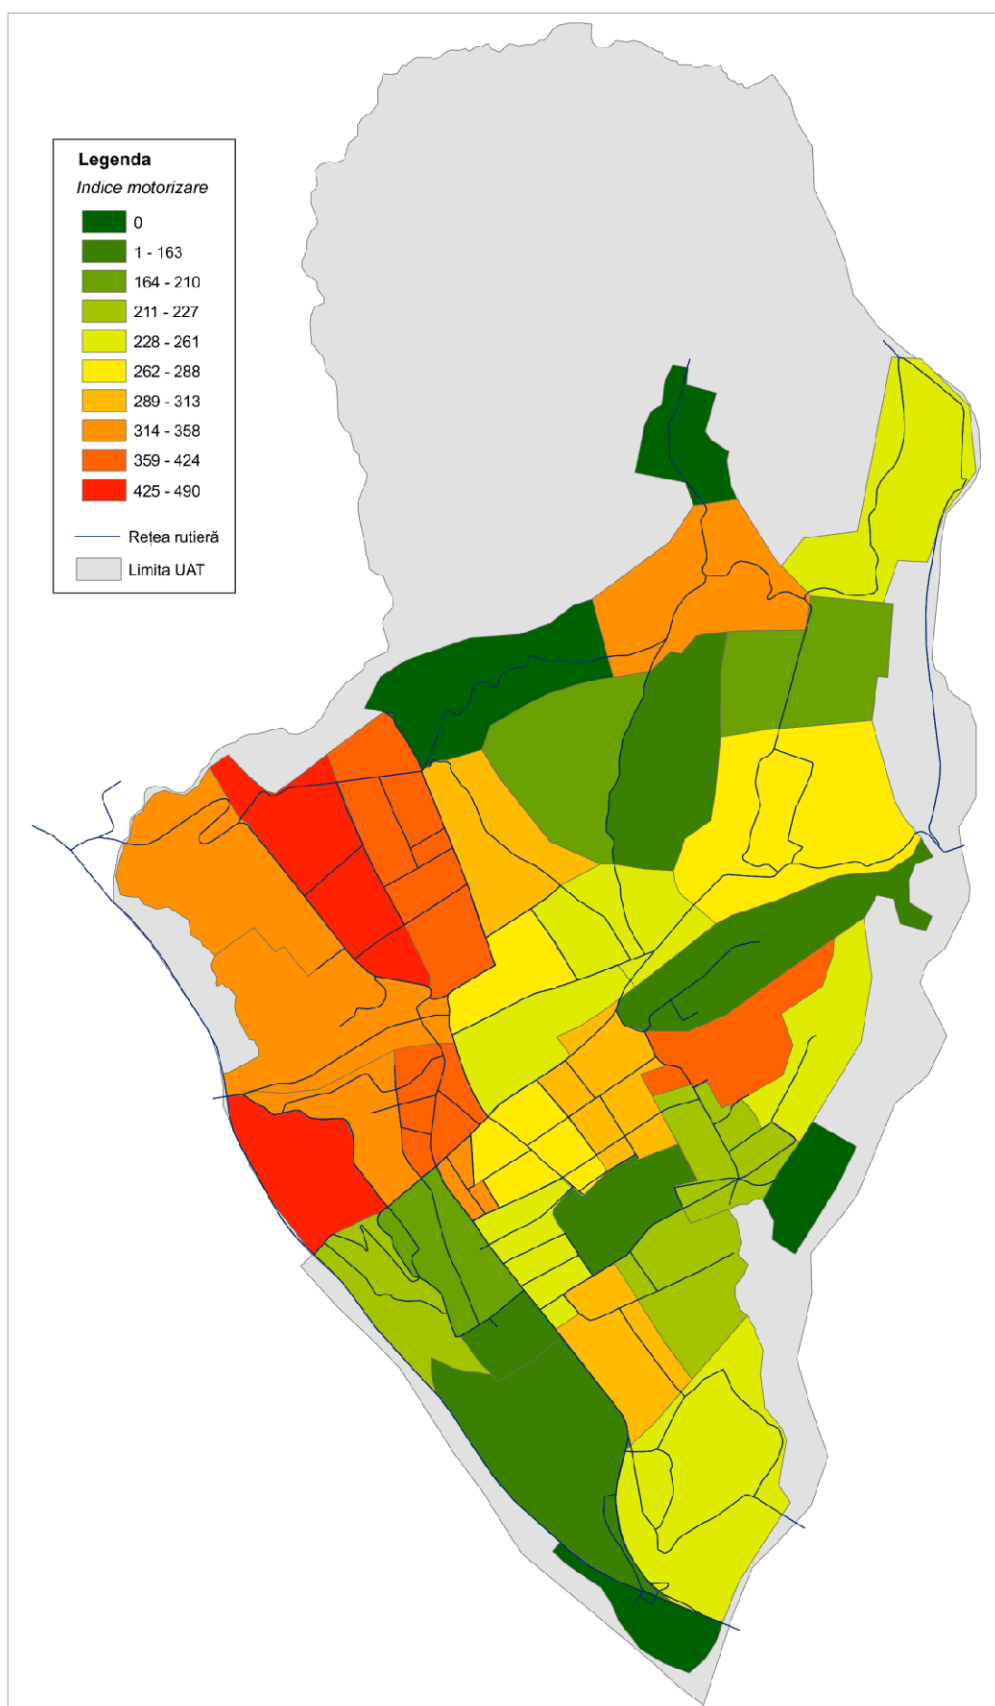 Legenda
Indice motorizare
0
1 - 163
164 - 210
211 - 227
228 - 261
262 - 288
289 - 313
314 - 358
359 - 424
425 - 490
Rețea rutieră
Limita UAT